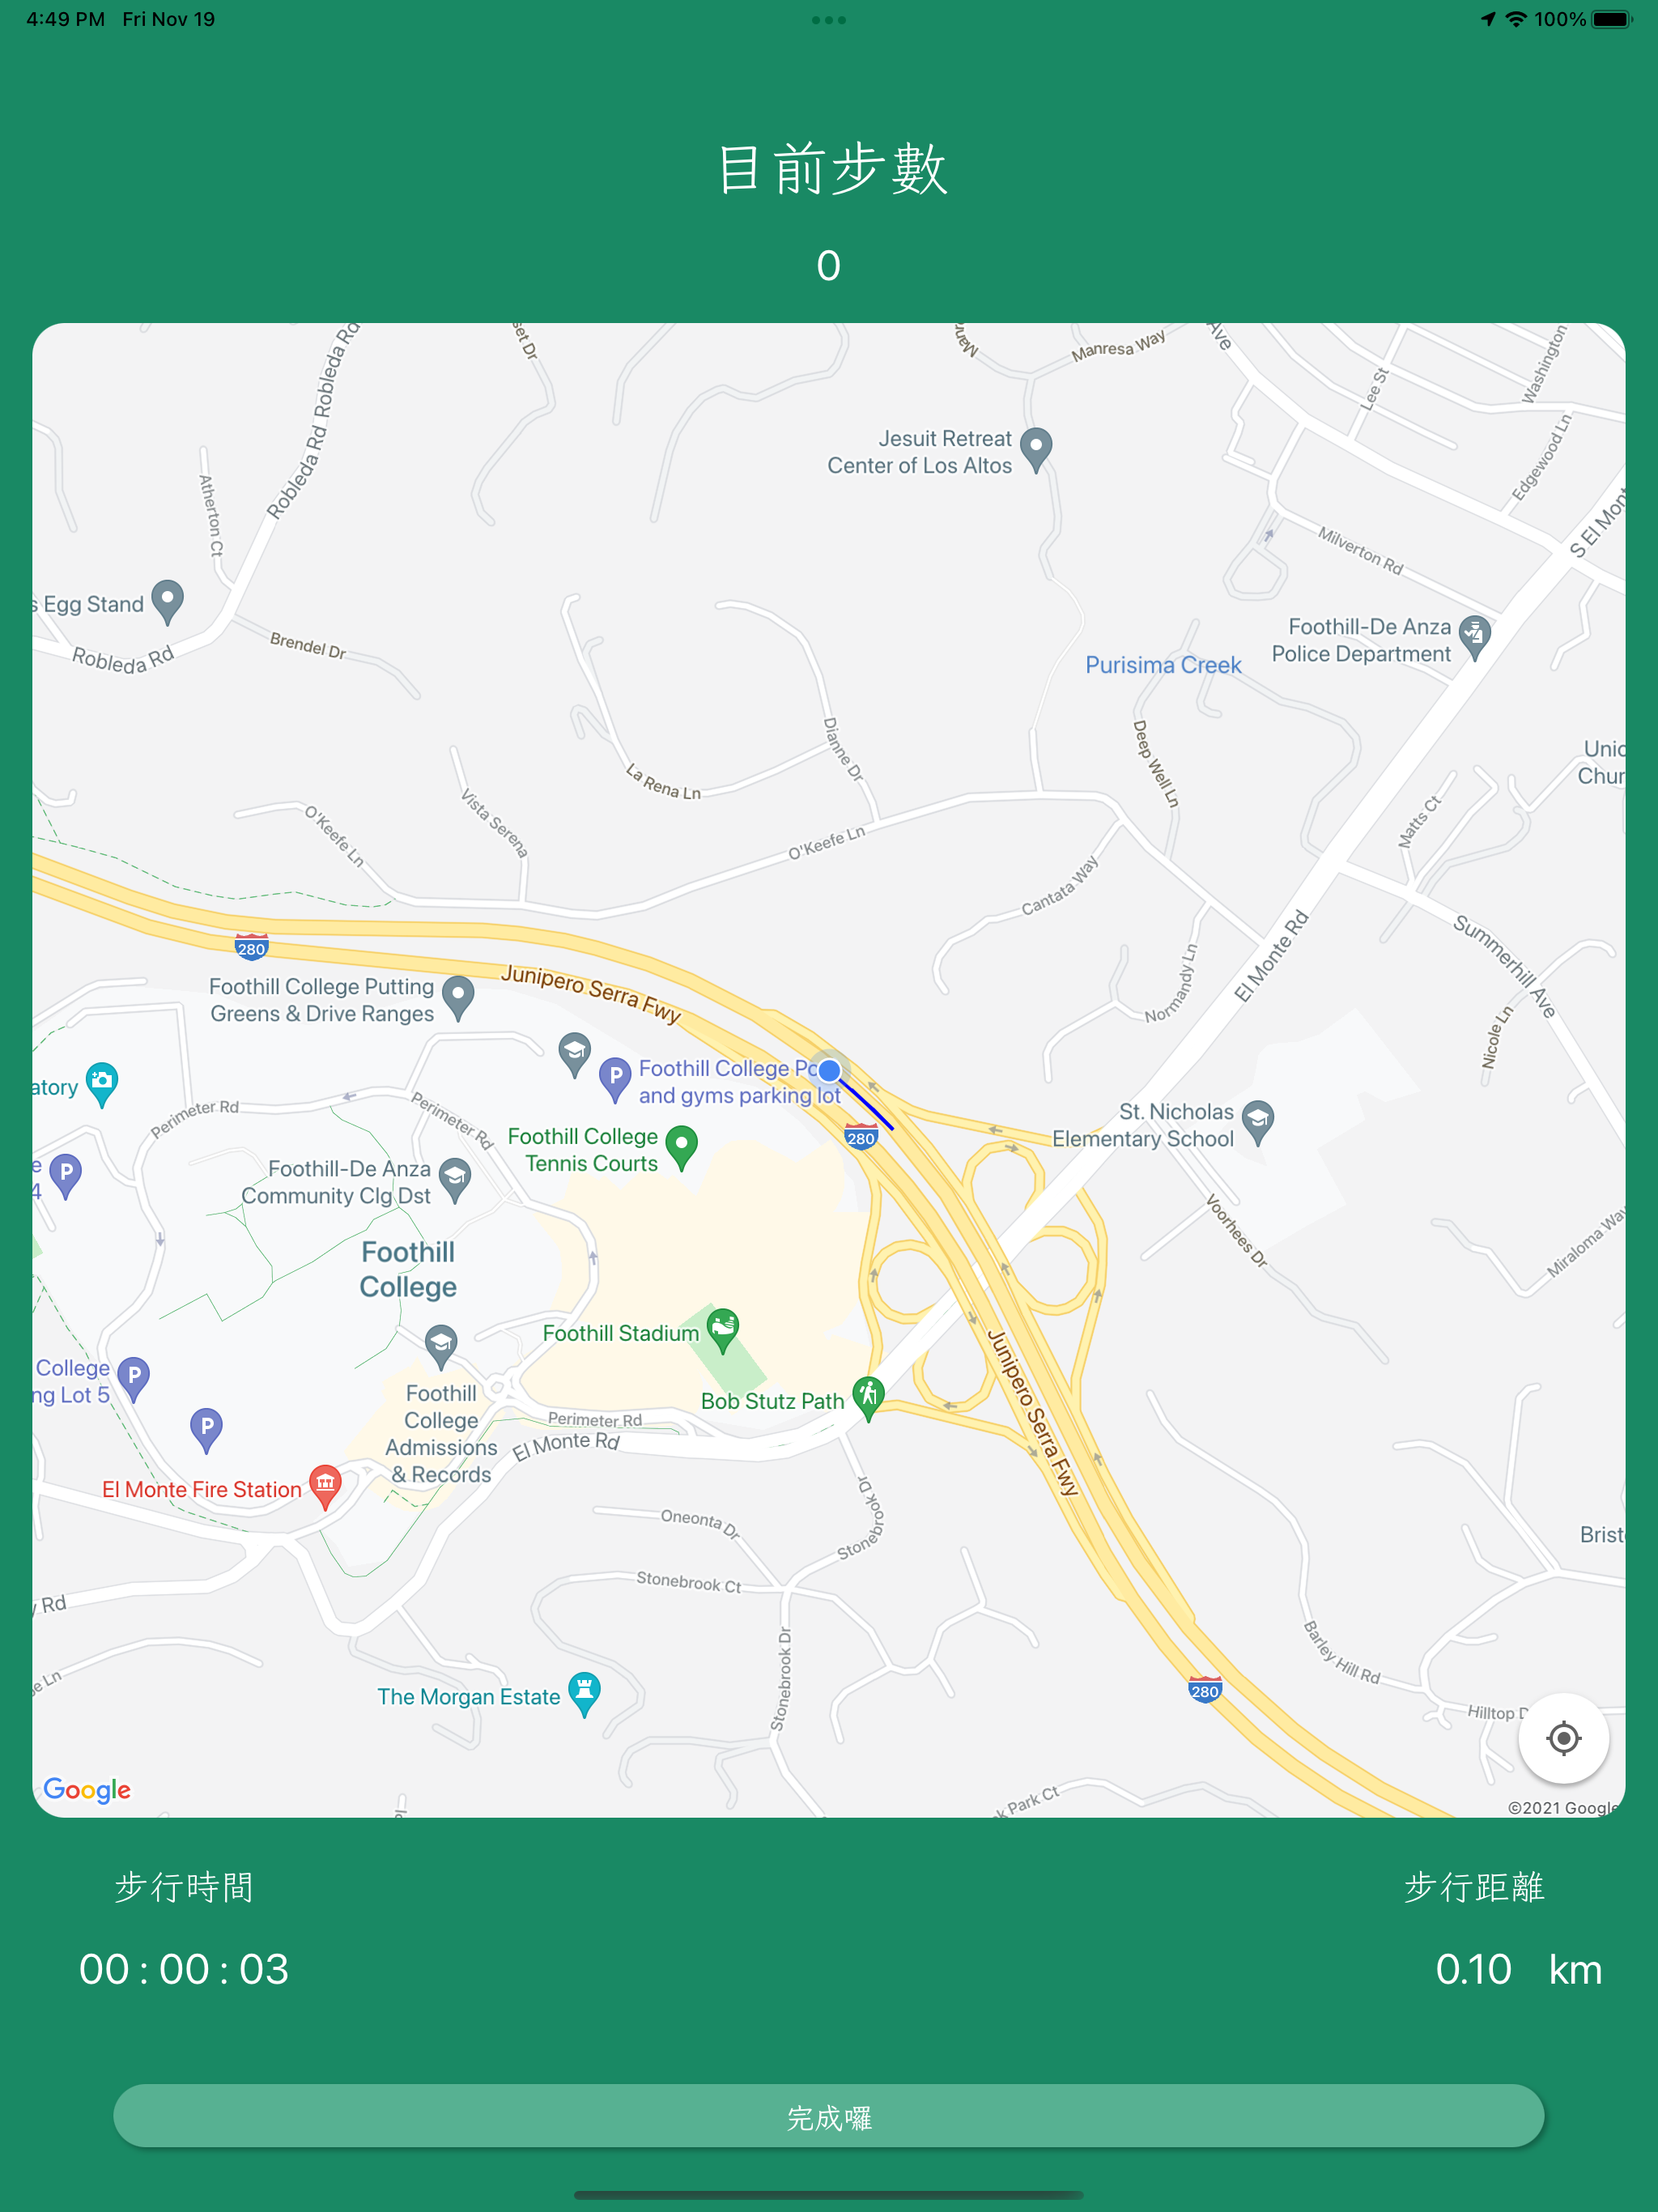 4:49 PM Fri Nov 19
100%
目前步數
0
Robleda Rd
Robleda Rd
set Dr
Manresa Way
Ave
Lee St
Washington
Edgewood Ln
S El Mont
Jesuit Retreat
Center of Los Altos
Atherton Ct
Milverton Rd
s Egg Stand
Robleda Rd
Brendel Dr
Foothill-De Anza
Police Department
Purisima Creek
Dianne Dr
Deep Well Ln
La Rena Ln
Vista Serena
O'Keefe Ln
O'Keefe Ln
Matts Ct
Cantata Way
Normandy Ln
El Monte Rd
Summerhill Ave
Nicole Ln
280
Junipero Serra Fwy
Foothill College Putting
Greens & Drive Ranges
P
Foothill College Po
and gyms parking lot
atory
Perimeter Rd
Perimeter Rd
280
Foothill College
Tennis Courts
St. Nicholas
Elementary School
e
4
P
Foothill-De Anza
Community Clg Dst
Voorhees Dr
Miraloma Way
Foothill
College
Foothill Stadium
Junipero Serra Fwy
College
ng Lot 5
P
P
Bob Stutz Path
Foothill
College
Admissions
& Records
Perimeter Rd
El Monte Rd
El Monte Fire Station
Stonebrook Dr
Oneonta Dr
Stonebrook Ct
Stonebrook Dr
Brist
y Rd
se Ln
The Morgan Estate
280
Barley Hill Rd
Hilltop D
Google
k Park Ct
©2021 Google
步行時間
步行距離
00 : 00 : 03
0.10 km
完成囉